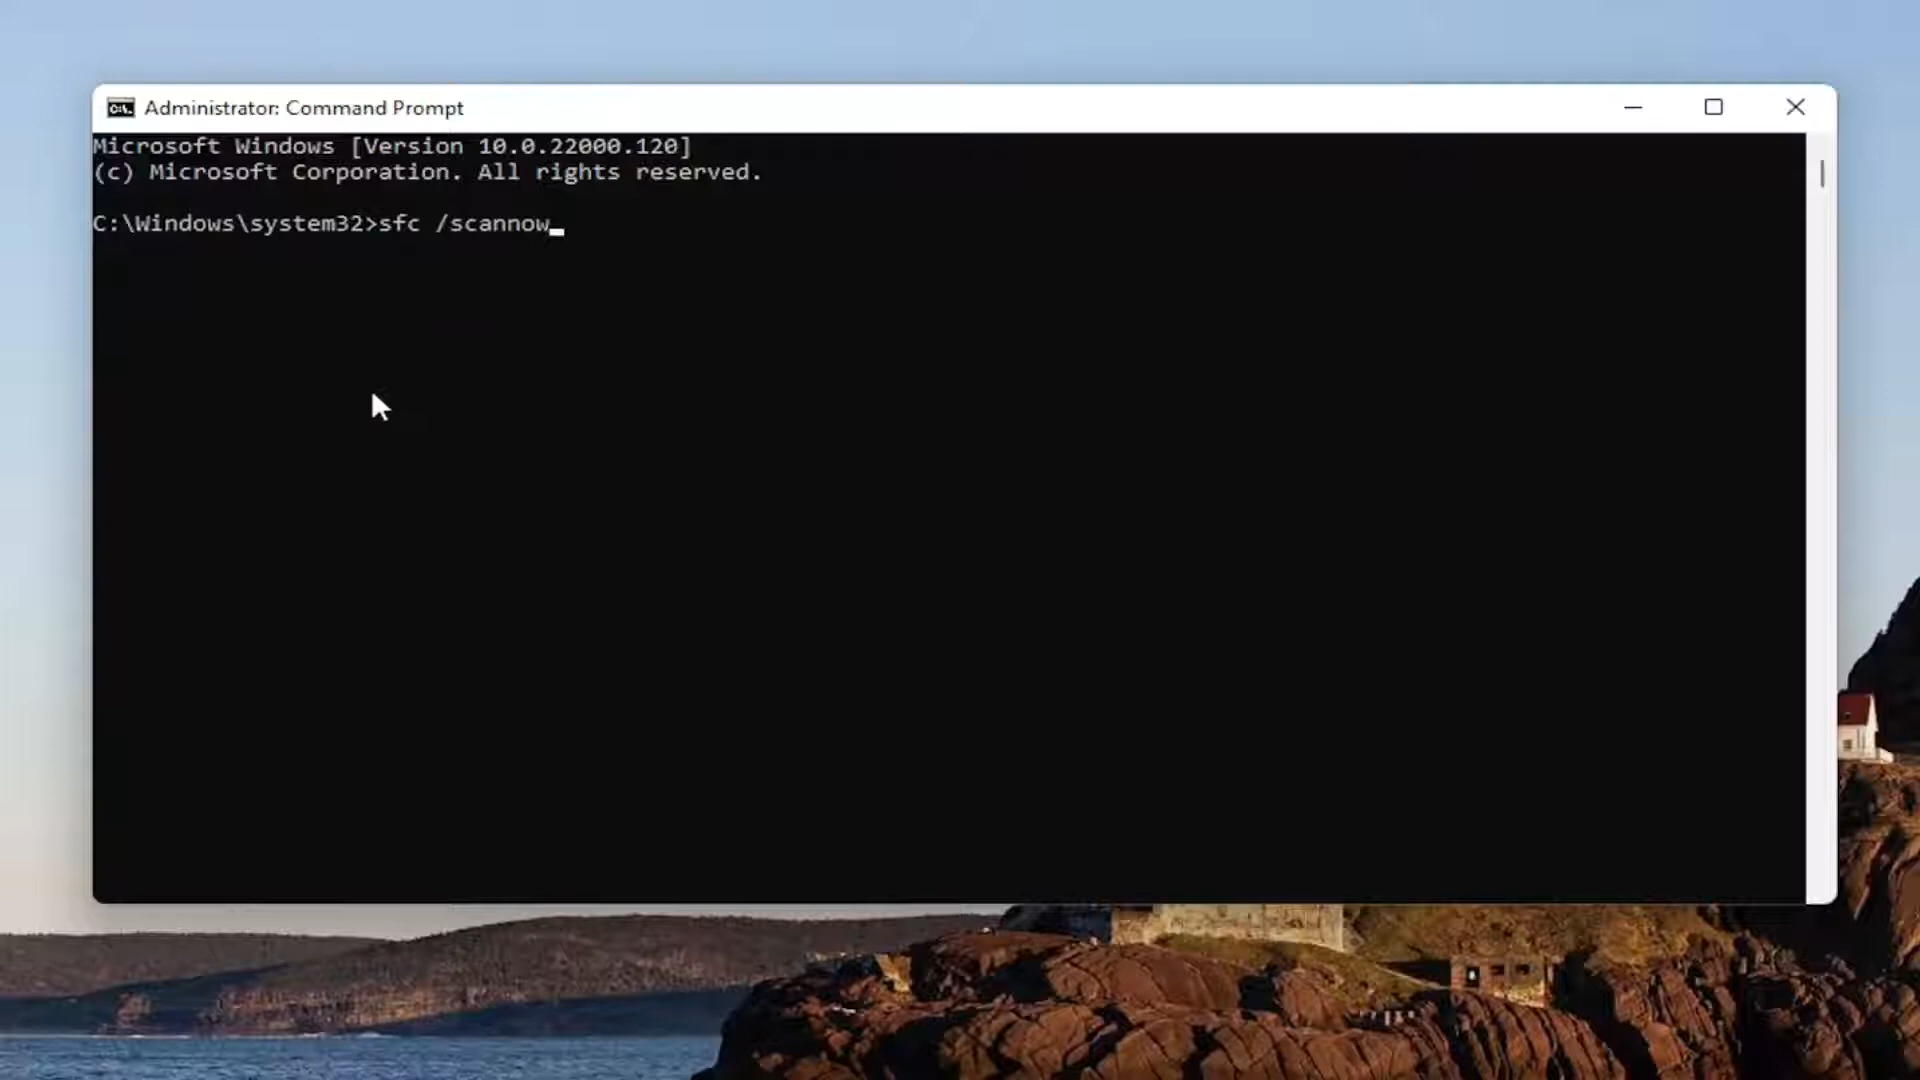 Administrator: Command Prompt
Microsoft Windows [Version 10.0.22000.120]
(c) Microsoft Corporation. All rights reserved.
C:\Windows\system32>sfc /scannow